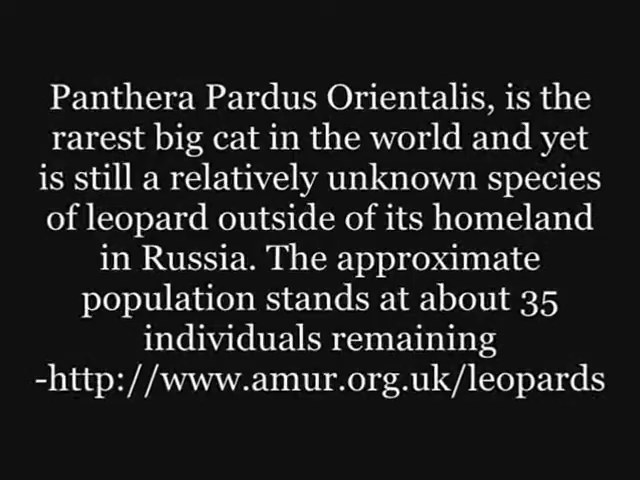 Panthera Pardus Orientalis, is the
rarest big cat in the world and yet
is still a relatively unknown species
of leopard outside of its homeland
in Russia. The approximate
population stands at about 35
individuals remaining
-http://www.amur.org.uk/leopards